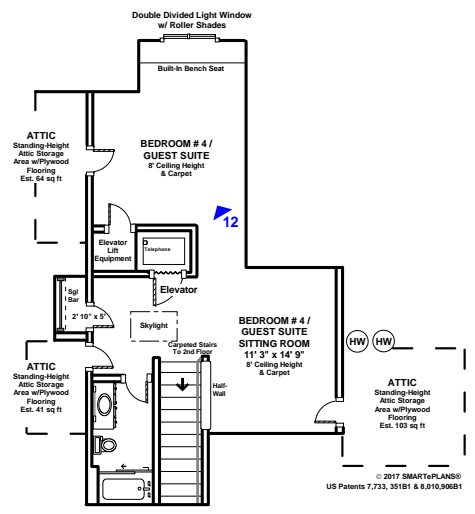 Double Divided Light Window
w/ Roller Shades
Built-In Bench Seat
ATTIC
Standing-Height
Attic Storage
Area w/Plywood
Flooring
Est. 64 sq ft
BEDROOM # 4 /
GUEST SUITE
8' Ceiling Height
& Carpet
12
Elevator
Lift
Equipment
Telephone
Elevator
Sgl
Bar
2' 10" x 5'
Skylight
Carpeted Stairs
To 2nd Floor
BEDROOM # 4 /
GUEST SUITE
SITTING ROOM
11' 3" x 14' 9"
8' Ceiling Height
& Carpet
HW HW
ATTIC
Standing-Height
Attic Storage
Area w/Plywood
Flooring
Est. 41 sq ft
Half-
Wall
ATTIC
Standing-Height
Attic Storage
Area w/Plywood
Flooring
Est. 103 sq ft
© 2017 SMARTePLANS®
US Patents 7,733, 351B1 & 8,010,906B1